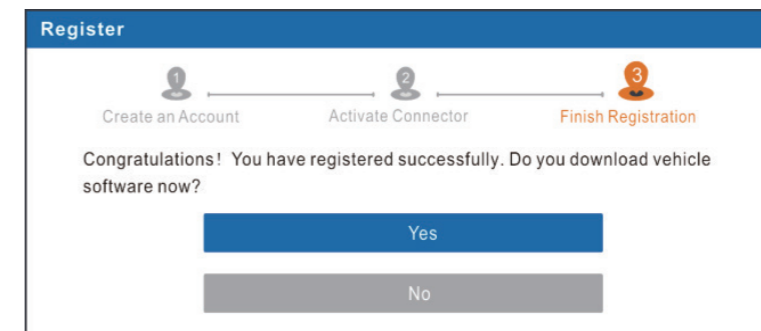 Register
1 2 3
Create an Account Activate Connector Finish Registration
Congratulations! You have registered successfully. Do you download vehicle
software now?
Yes
No